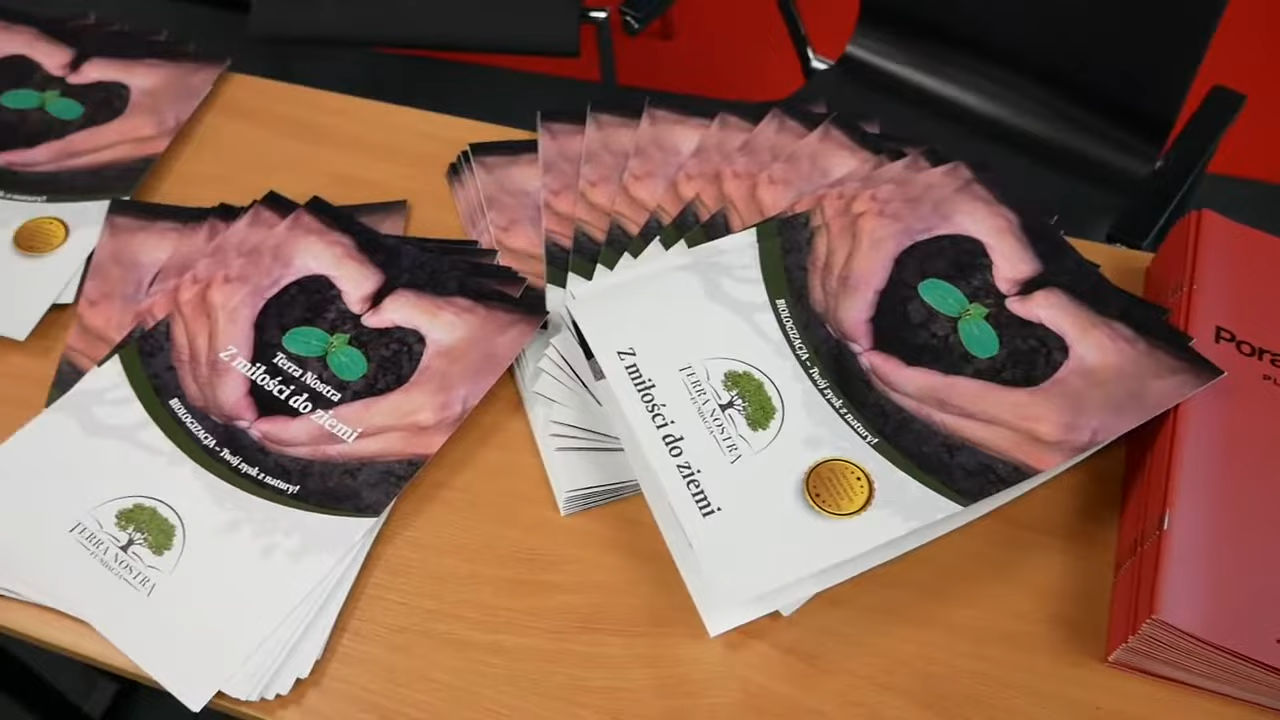 Terra Nostra
Z miłości do ziemi
BIOLOGIZACJA – Twój zysk z natury!
TERRA NOSTRA
FUNDACJA
BIOLOGIZACJA – Twój zysk z natury!
TERRA NOSTRA
FUNDACJA
Z miłości do ziemi
z natury!